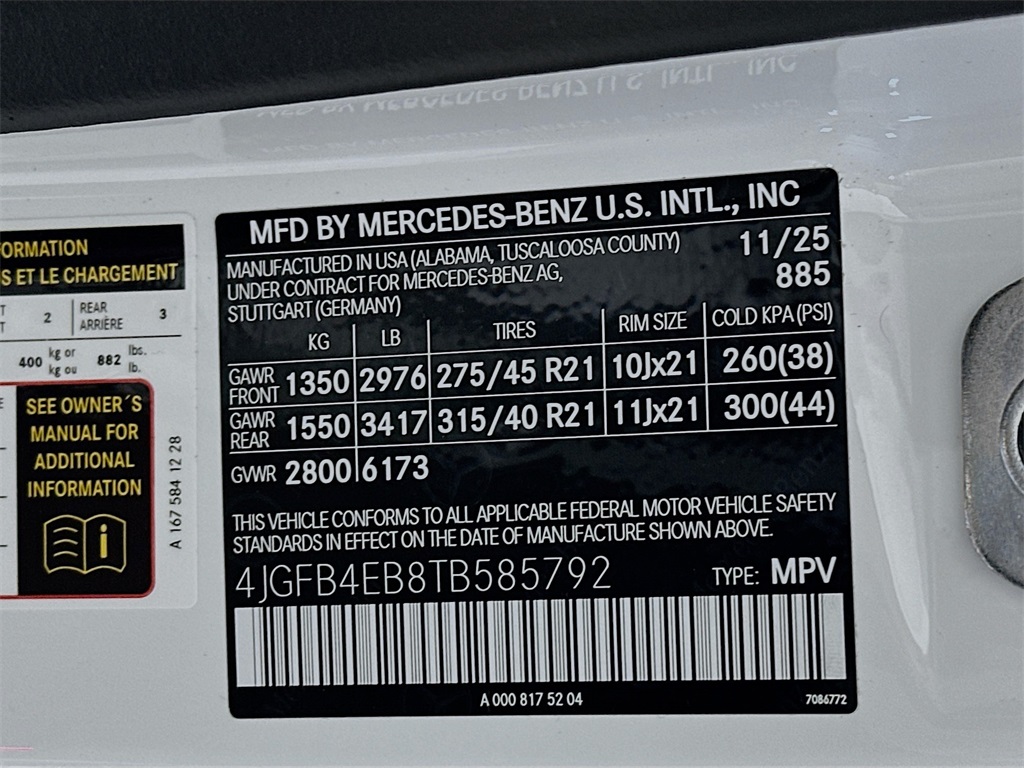 FORMATION
S ET LE CHARGEMENT
2
REAR
ARRIÈRE
3
400
kg or
kg ou
882
lbs.
lb.
SEE OWNER´S
MANUAL FOR
ADDITIONAL
INFORMATION
A 167 584 12 28
MFD BY MERCEDES-BENZ U.S. INTL., INC
MANUFACTURED IN USA (ALABAMA, TUSCALOOSA COUNTY) 11/25
UNDER CONTRACT FOR MERCEDES-BENZ AG, 885
STUTTGART (GERMANY)
KG LB TIRES RIM SIZE COLD KPA (PSI)
GAWR FRONT 1350 2976 275/45 R21 10Jx21 260(38)
GAWR REAR 1550 3417 315/40 R21 11Jx21 300(44)
GVWR 2800 6173
THIS VEHICLE CONFORMS TO ALL APPLICABLE FEDERAL MOTOR VEHICLE SAFETY
STANDARDS IN EFFECT ON THE DATE OF MANUFACTURE SHOWN ABOVE.
4JGFB4EB8TB585792 TYPE: MPV
A 000 817 52 04
7086772